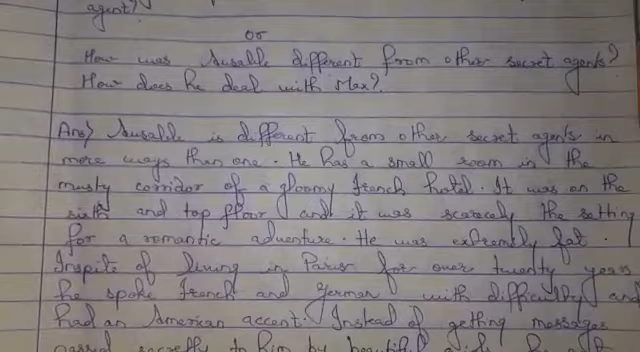 agent?
or
How was Ausable different from other secret agents?
How does he deal with Max?
Ans) Ausable is different from other secret agents in
more ways than one. He has a small room in the
musty corridor of a gloomy French hotel. It was on the
sixth and top floor and it was scarecely the setting
for a romantic adventure. He was extremely fat.
Inspite of living in Paris for over twenty years
he spoke French and German with difficulty and
had an American accent. Instead of getting messages
passed secretly to him by beautiful